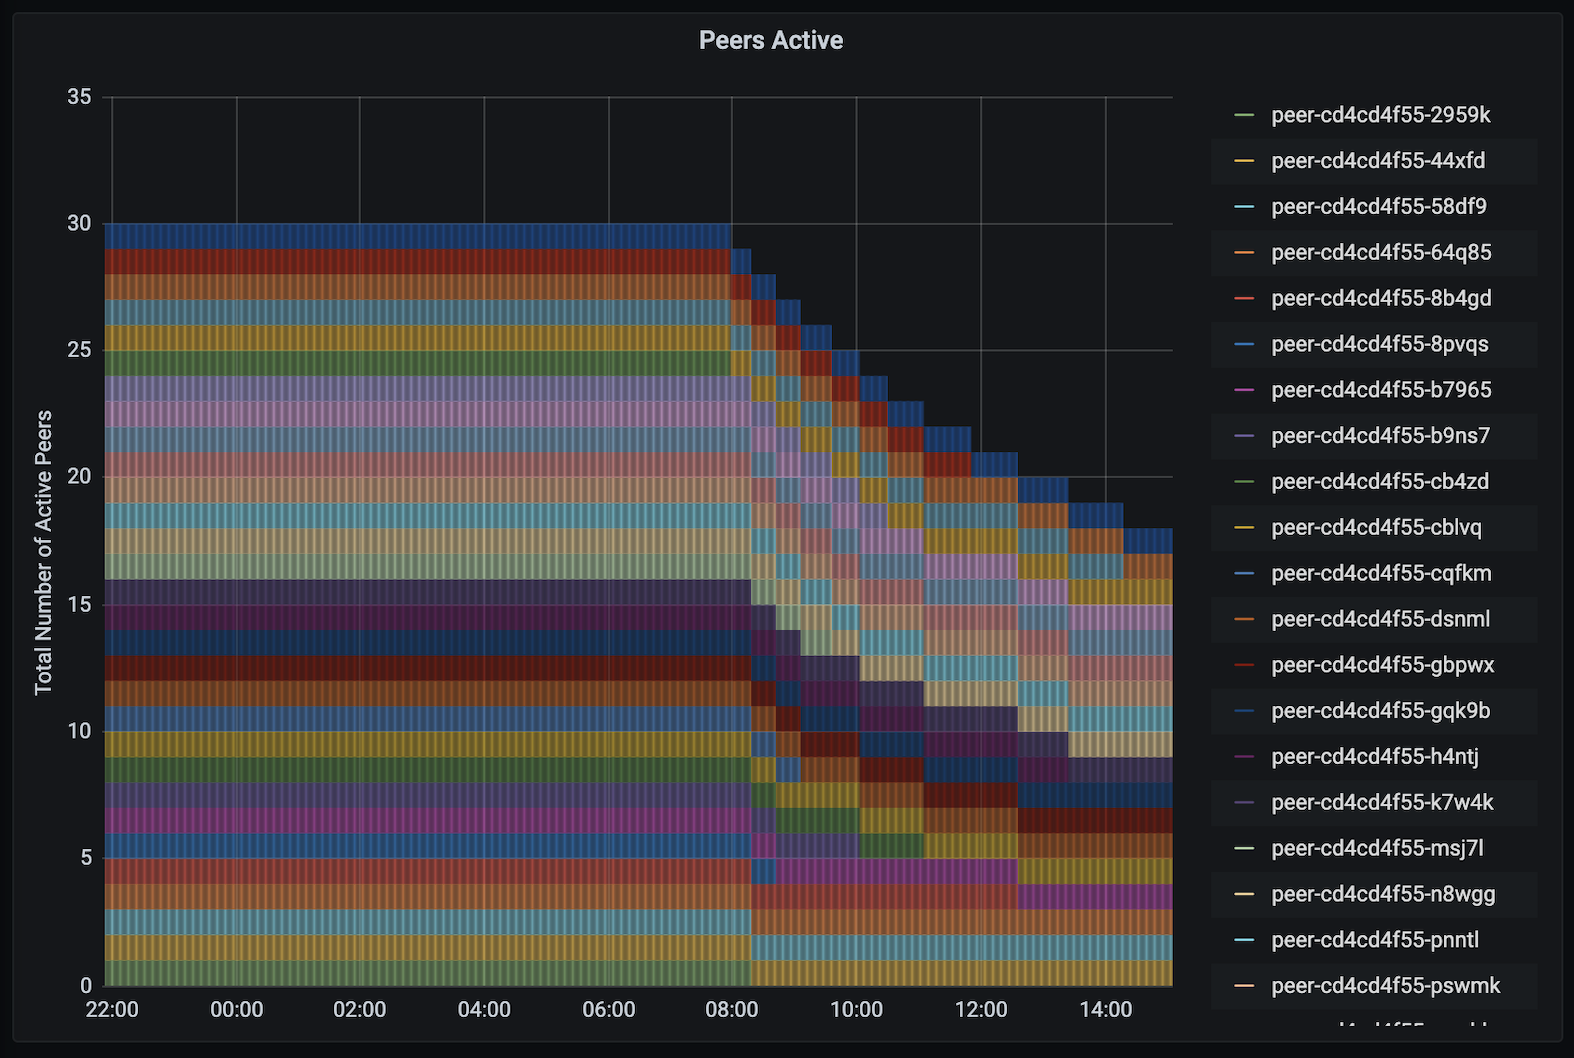 Peers Active
Total Number of Active Peers
35
30
25
20
15
10
5
0
22:00 00:00 02:00 04:00 06:00 08:00 10:00 12:00 14:00
peer-cd4cd4f55-2959k
peer-cd4cd4f55-44xfd
peer-cd4cd4f55-58df9
peer-cd4cd4f55-64q85
peer-cd4cd4f55-8b4gd
peer-cd4cd4f55-8pvqs
peer-cd4cd4f55-b7965
peer-cd4cd4f55-b9ns7
peer-cd4cd4f55-cb4zd
peer-cd4cd4f55-cblvq
peer-cd4cd4f55-cqfkm
peer-cd4cd4f55-dsnml
peer-cd4cd4f55-gbpwx
peer-cd4cd4f55-gqk9b
peer-cd4cd4f55-h4ntj
peer-cd4cd4f55-k7w4k
peer-cd4cd4f55-msj7l
peer-cd4cd4f55-n8wgg
peer-cd4cd4f55-pnntl
peer-cd4cd4f55-pswmk